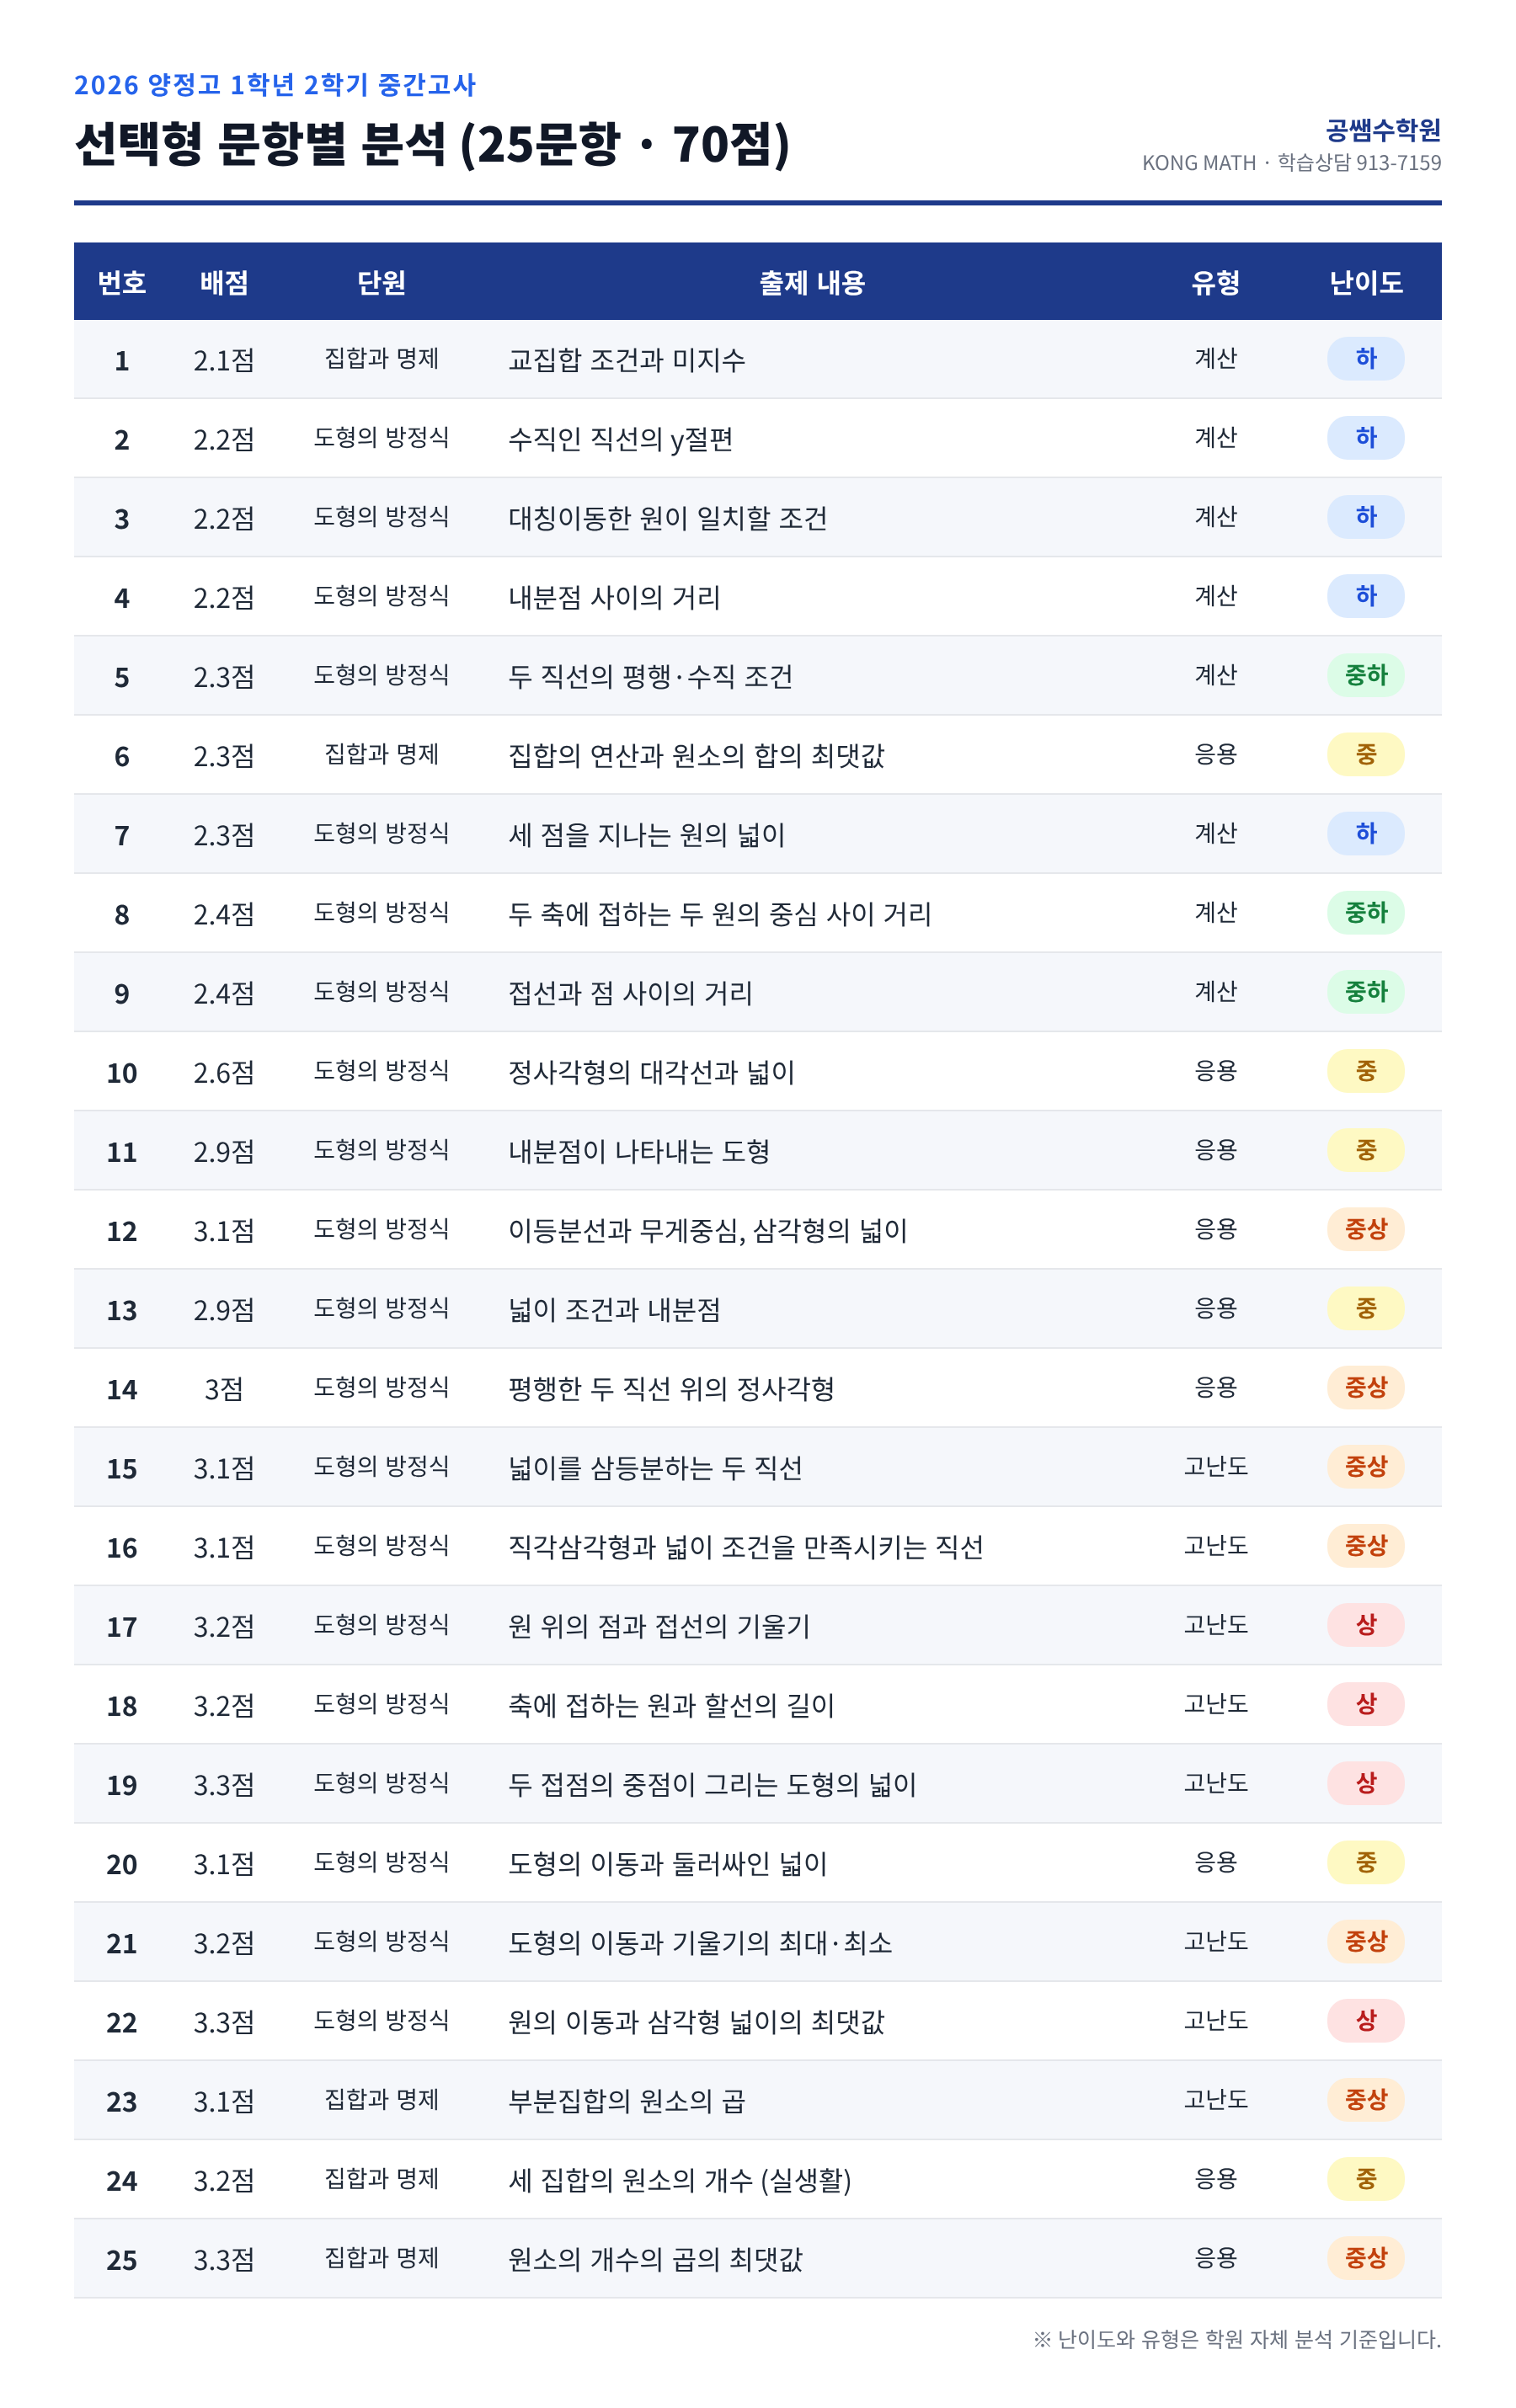 2026 양정고 1학년 2학기 중간고사
선택형 문항별 분석 (25문항 · 70점)
공쌤수학원
KONG MATH · 학습상담 913-7159
번호 배점 단원 출제 내용 유형 난이도
1 2.1점 집합과 명제 교집합 조건과 미지수 계산 하
2 2.2점 도형의 방정식 수직인 직선의 y절편 계산 하
3 2.2점 도형의 방정식 대칭이동한 원이 일치할 조건 계산 하
4 2.2점 도형의 방정식 내분점 사이의 거리 계산 하
5 2.3점 도형의 방정식 두 직선의 평행·수직 조건 계산 중하
6 2.3점 집합과 명제 집합의 연산과 원소의 합의 최댓값 응용 중
7 2.3점 도형의 방정식 세 점을 지나는 원의 넓이 계산 하
8 2.4점 도형의 방정식 두 축에 접하는 두 원의 중심 사이 거리 계산 중하
9 2.4점 도형의 방정식 접선과 점 사이의 거리 계산 중하
10 2.6점 도형의 방정식 정사각형의 대각선과 넓이 응용 중
11 2.9점 도형의 방정식 내분점이 나타내는 도형 응용 중
12 3.1점 도형의 방정식 이등분선과 무게중심, 삼각형의 넓이 응용 중상
13 2.9점 도형의 방정식 넓이 조건과 내분점 응용 중
14 3점 도형의 방정식 평행한 두 직선 위의 정사각형 응용 중상
15 3.1점 도형의 방정식 넓이를 삼등분하는 두 직선 고난도 중상
16 3.1점 도형의 방정식 직각삼각형과 넓이 조건을 만족시키는 직선 고난도 중상
17 3.2점 도형의 방정식 원 위의 점과 접선의 기울기 고난도 상
18 3.2점 도형의 방정식 축에 접하는 원과 할선의 길이 고난도 상
19 3.3점 도형의 방정식 두 접점의 중점이 그리는 도형의 넓이 고난도 상
20 3.1점 도형의 방정식 도형의 이동과 둘러싸인 넓이 응용 중
21 3.2점 도형의 방정식 도형의 이동과 기울기의 최대·최소 고난도 중상
22 3.3점 도형의 방정식 원의 이동과 삼각형 넓이의 최댓값 고난도 상
23 3.1점 집합과 명제 부분집합의 원소의 곱 고난도 중상
24 3.2점 집합과 명제 세 집합의 원소의 개수 (실생활) 응용 중
25 3.3점 집합과 명제 원소의 개수의 곱의 최댓값 응용 중상
※ 난이도와 유형은 학원 자체 분석 기준입니다.